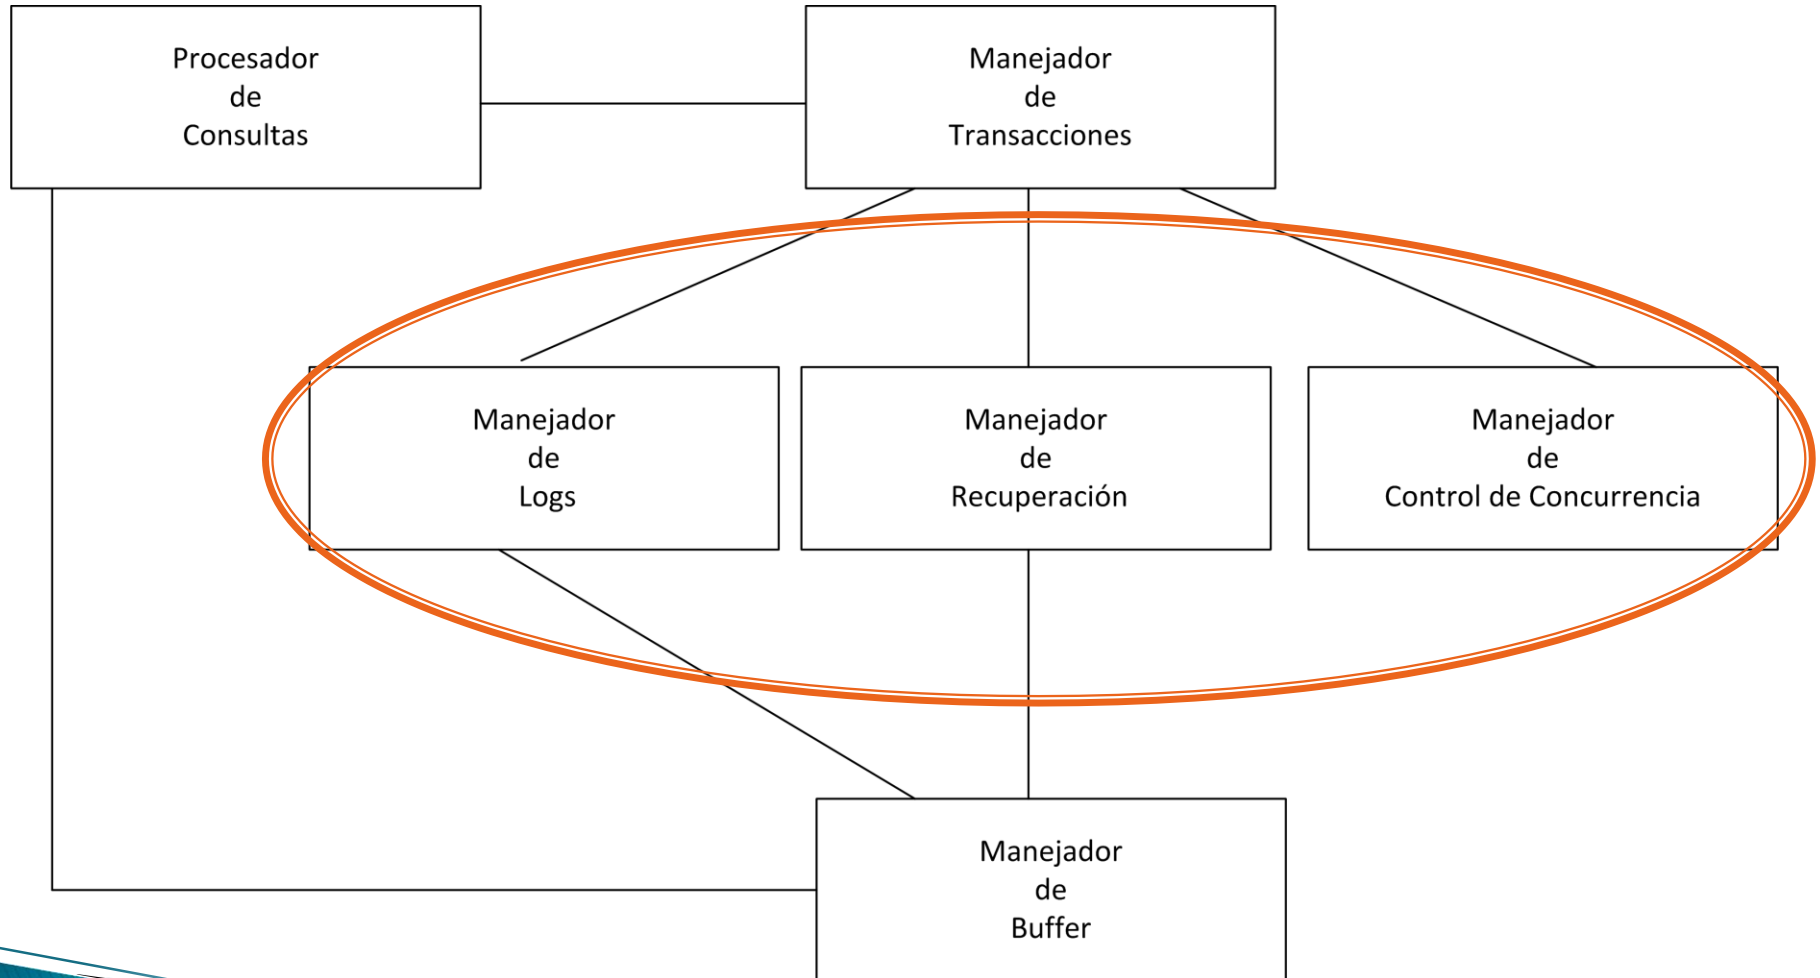 Procesador
de
Consultas
Manejador
de
Transacciones
Manejador
de
Logs
Manejador
de
Recuperación
Manejador
de
Control de Concurrencia
Manejador
de
Buffer